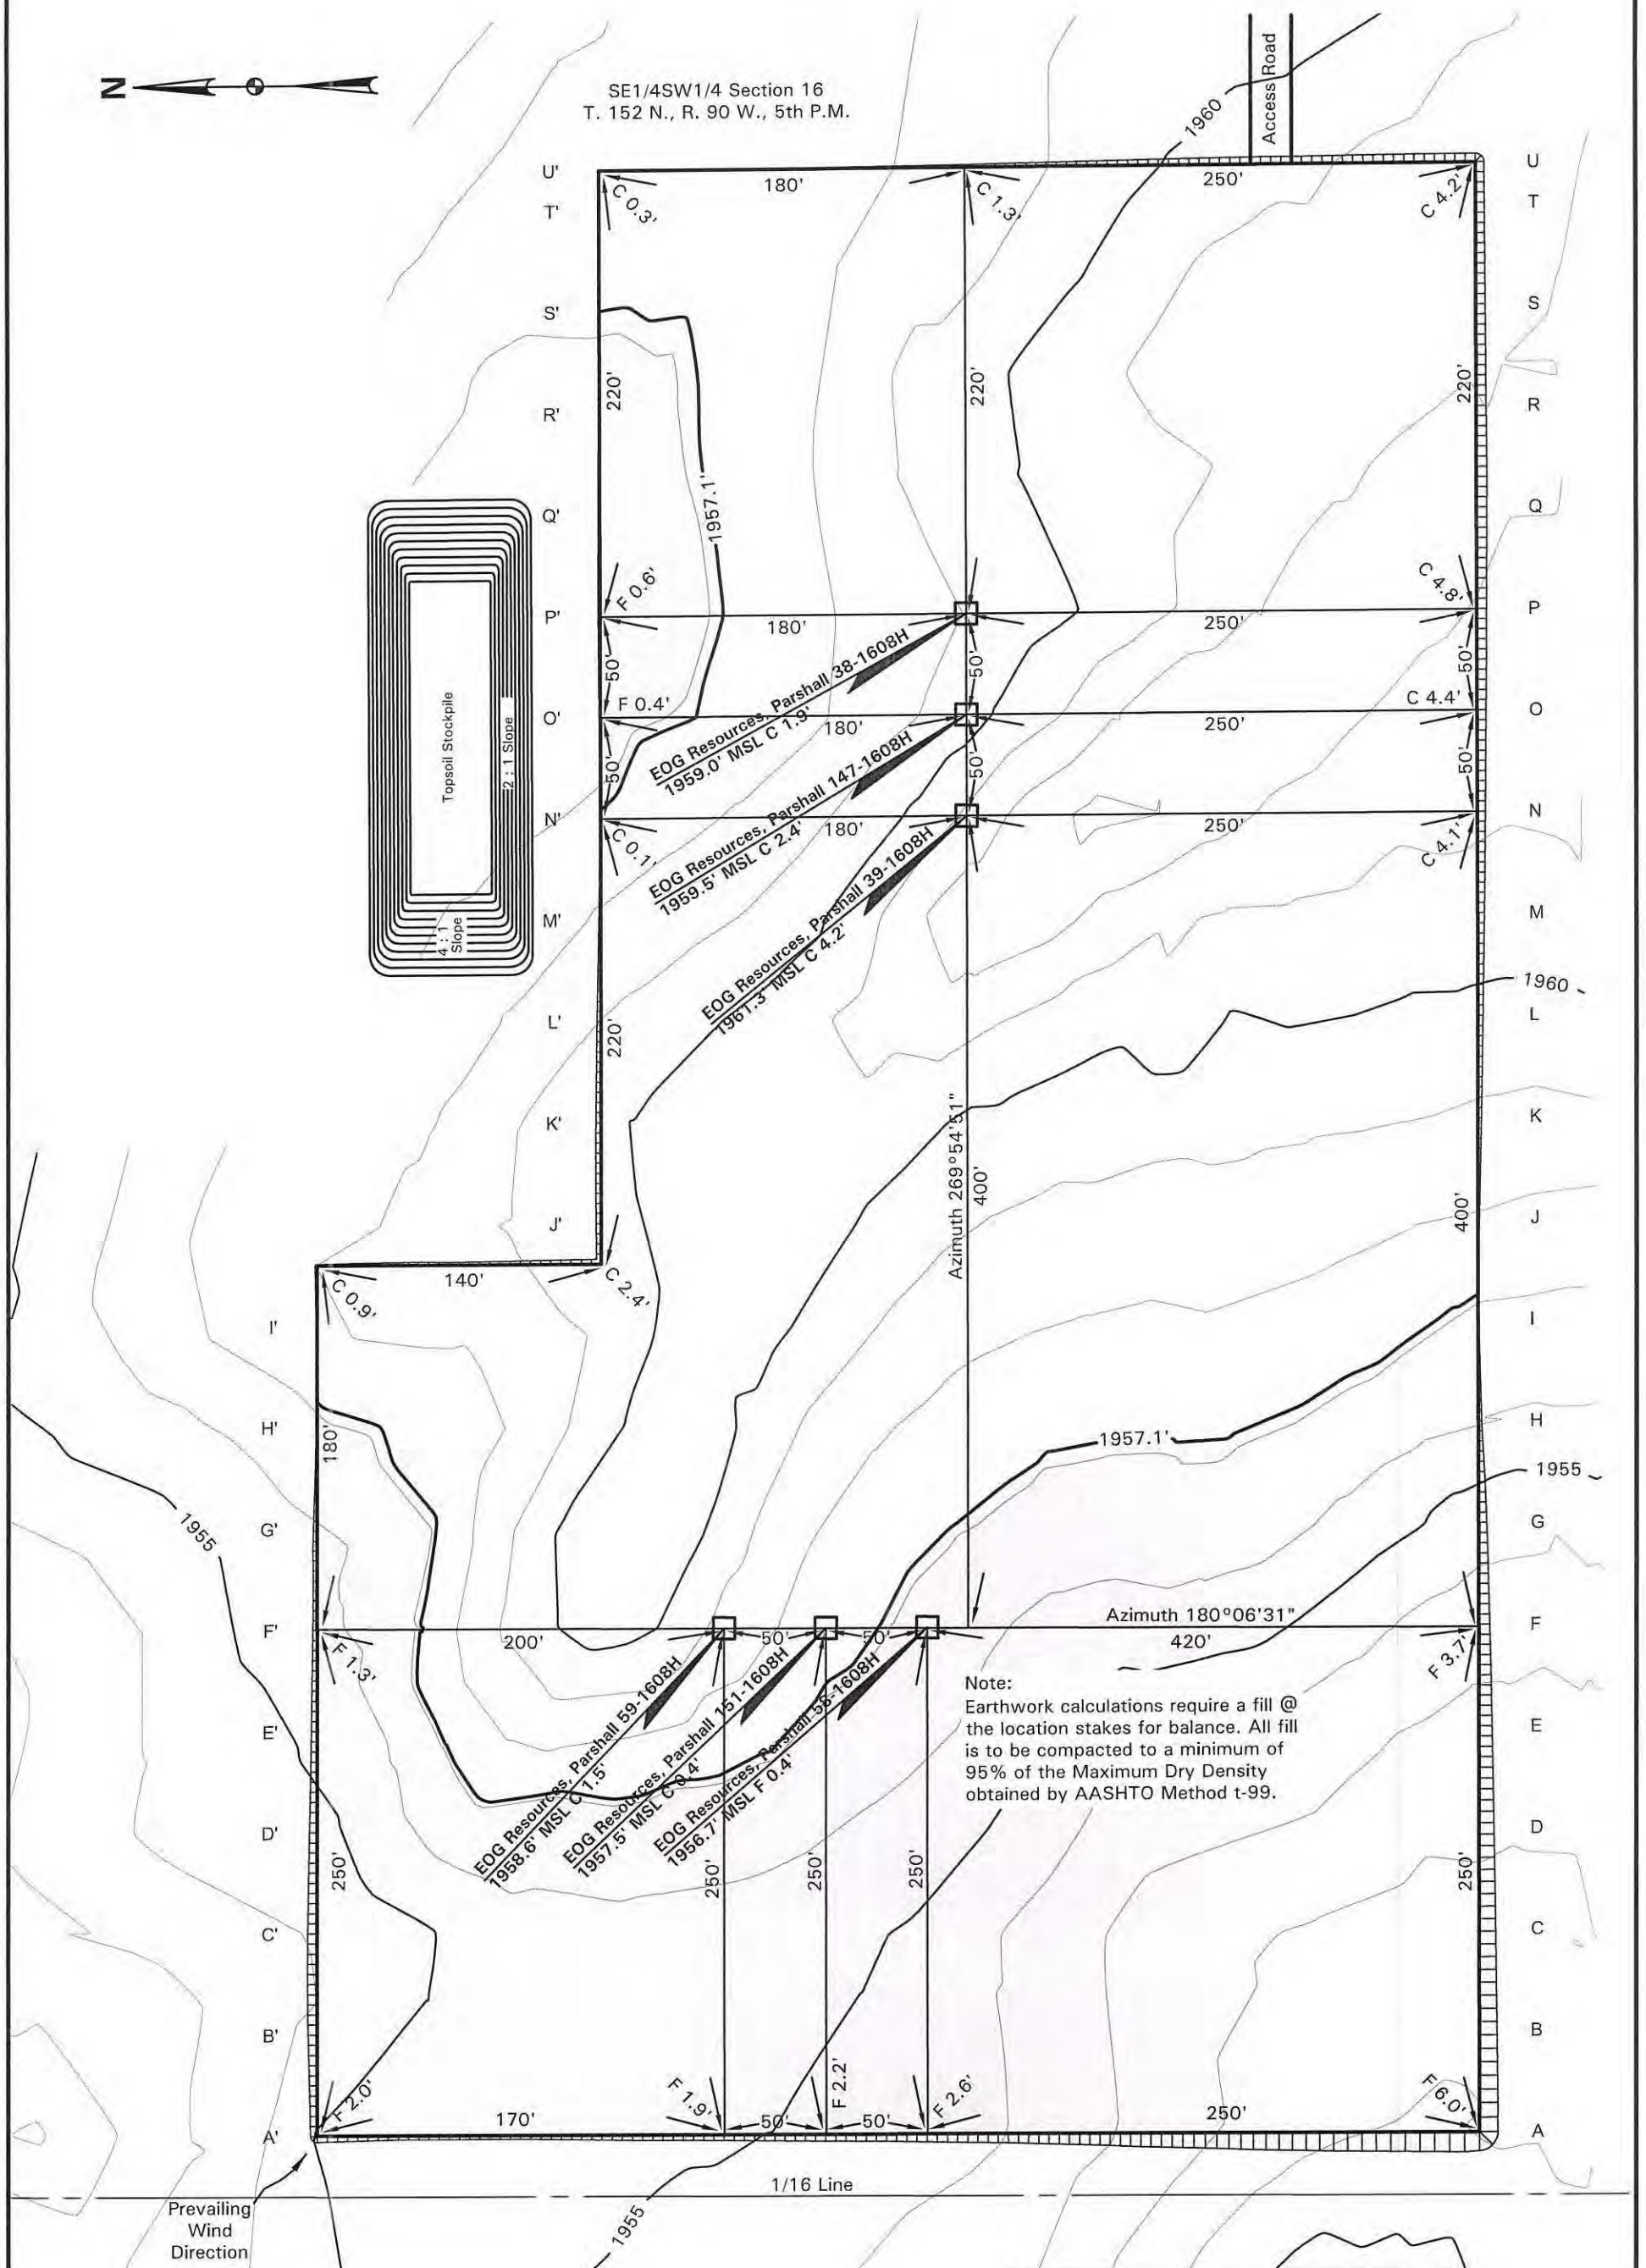 N
SE1/4SW1/4 Section 16
T. 152 N., R. 90 W., 5th P.M.
Access Road
1960
U'
180'
250'
U
C 0.3'
C 1.3'
C 4.2'
T'
T
S'
S
220'
220'
220'
R'
R
1957.1'
Q'
Q
F 0.6'
C 4.8'
P'
180'
250'
P
50'
50'
50'
EOG Resources, Parshall 38-1608H
1959.0' MSL C 1.9'
O'
F 0.4'
180'
250'
C 4.4'
O
50'
50'
50'
EOG Resources, Parshall 147-1608H
1959.5' MSL C 2.4'
N'
C 0.1'
180'
250'
C 4.1'
N
EOG Resources, Parshall 39-1608H
1961.3' MSL C 4.2'
Topsoil Stockpile
2 : 1 Slope
4 : 1
Slope
M'
M
1960
L'
L
220'
K'
K
Azimuth 269°54'51"
400'
400'
J'
J
140'
C 2.4'
C 0.9'
I'
I
H'
H
180'
1957.1'
1955
1955
G'
G
F'
200'
50'
50'
Azimuth 180°06'31"
420'
F
F 1.3'
F 3.7'
EOG Resources, Parshall 59-1608H
1958.6' MSL C 1.5'
EOG Resources, Parshall 151-1608H
1957.5' MSL C 0.4'
EOG Resources, Parshall 58-1608H
1956.7' MSL F 0.4'
Note:
Earthwork calculations require a fill @
the location stakes for balance. All fill
is to be compacted to a minimum of
95% of the Maximum Dry Density
obtained by AASHTO Method t-99.
E'
E
D'
D
250'
250'
250'
250'
250'
C'
C
B'
B
F 2.0'
F 1.9'
F 2.2'
F 2.6'
F 6.0'
A'
170'
50'
50'
250'
A
1/16 Line
Prevailing
Wind
Direction
1955